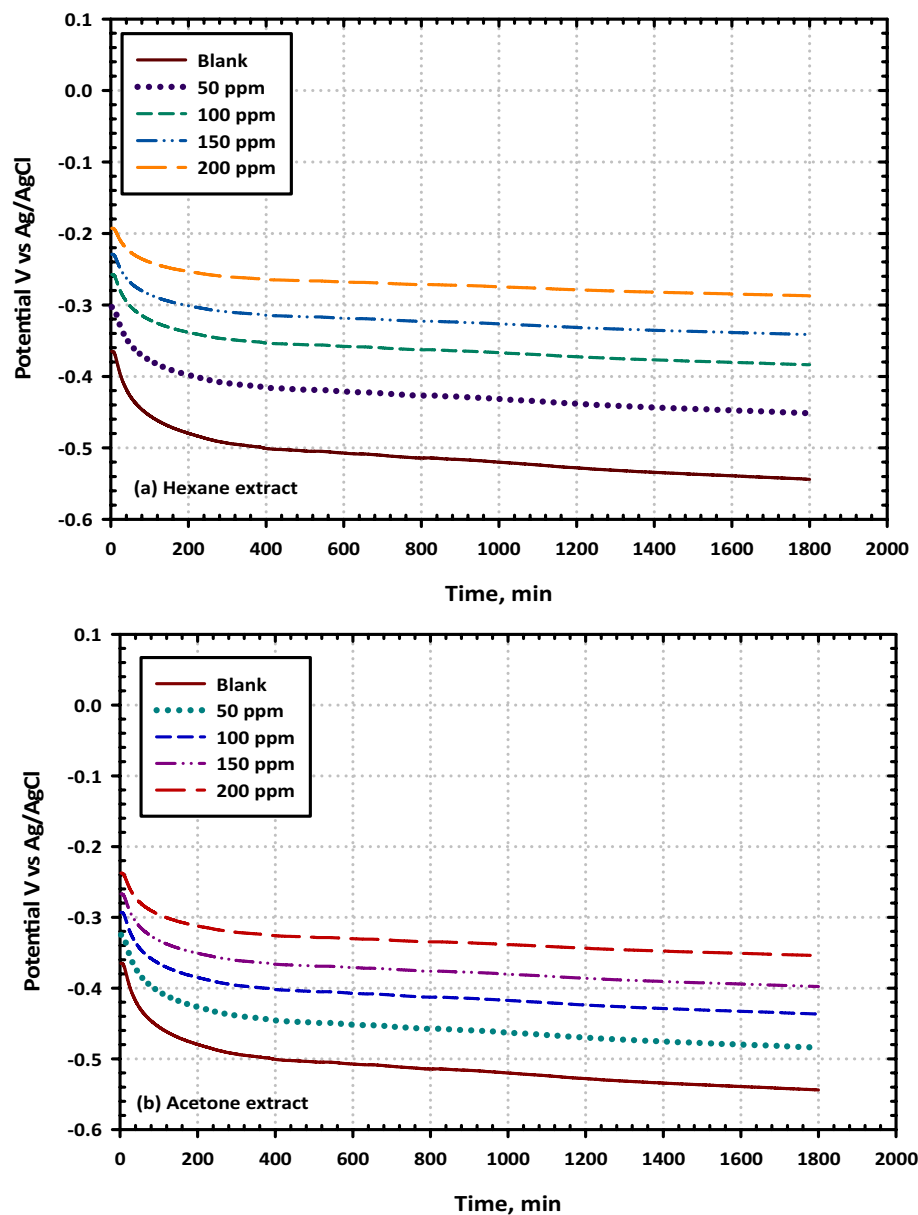 0.1
0.0
-0.1
-0.2
-0.3
-0.4
-0.5
-0.6
Potential V vs Ag/AgCl
Blank
50 ppm
100 ppm
150 ppm
200 ppm
(a) Hexane extract
0 200 400 600 800 1000 1200 1400 1600 1800 2000
Time, min
0.1
0.0
-0.1
-0.2
-0.3
-0.4
-0.5
-0.6
Potential V vs Ag/AgCl
Blank
50 ppm
100 ppm
150 ppm
200 ppm
(b) Acetone extract
0 200 400 600 800 1000 1200 1400 1600 1800 2000
Time, min